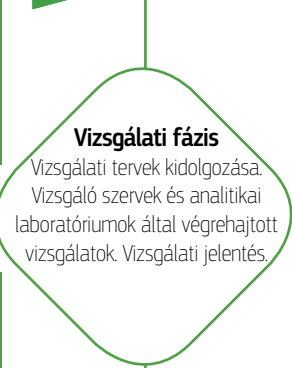 Vizsgálati fázis
Vizsgálati tervek kidolgozása.
Vizsgáló szervek és analitikai
laboratóriumok által végrehajtott
vizsgálatok. Vizsgálati jelentés.